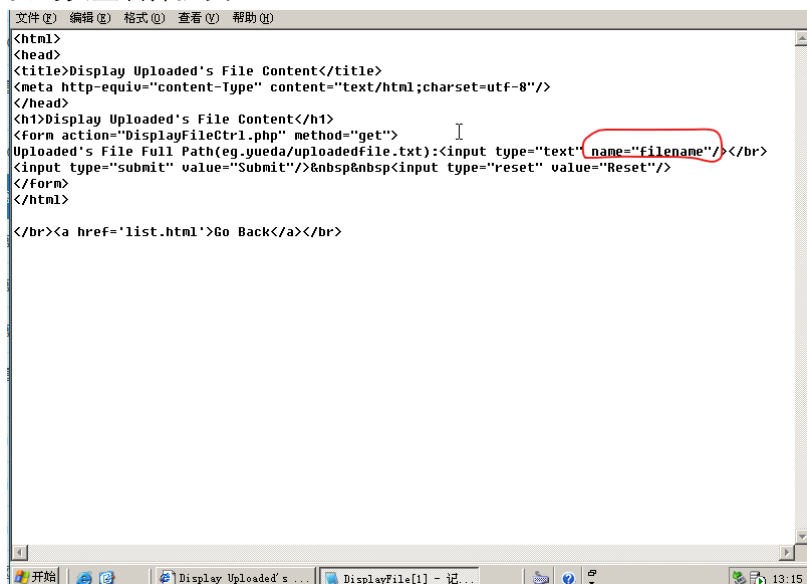 文件(F) 编辑(E) 格式(O) 查看(V) 帮助(H)
<html>
<head>
<title>Display Uploaded's File Content</title>
<meta http-equiv="content-Type" content="text/html;charset=utf-8"/>
</head>
<h1>Display Uploaded's File Content</h1>
<form action="DisplayFileCtrl.php" method="get">
Uploaded's File Full Path(eg.yueda/uploadedfile.txt):<input type="text" name="filename"/></br>
<input type="submit" value="Submit"/>&nbsp&nbsp<input type="reset" value="Reset"/>
</form>
</html>
</br><a href='list.html'>Go Back</a></br>
开始 Display Uploaded's ... DisplayFile[1] - 记... 13:15